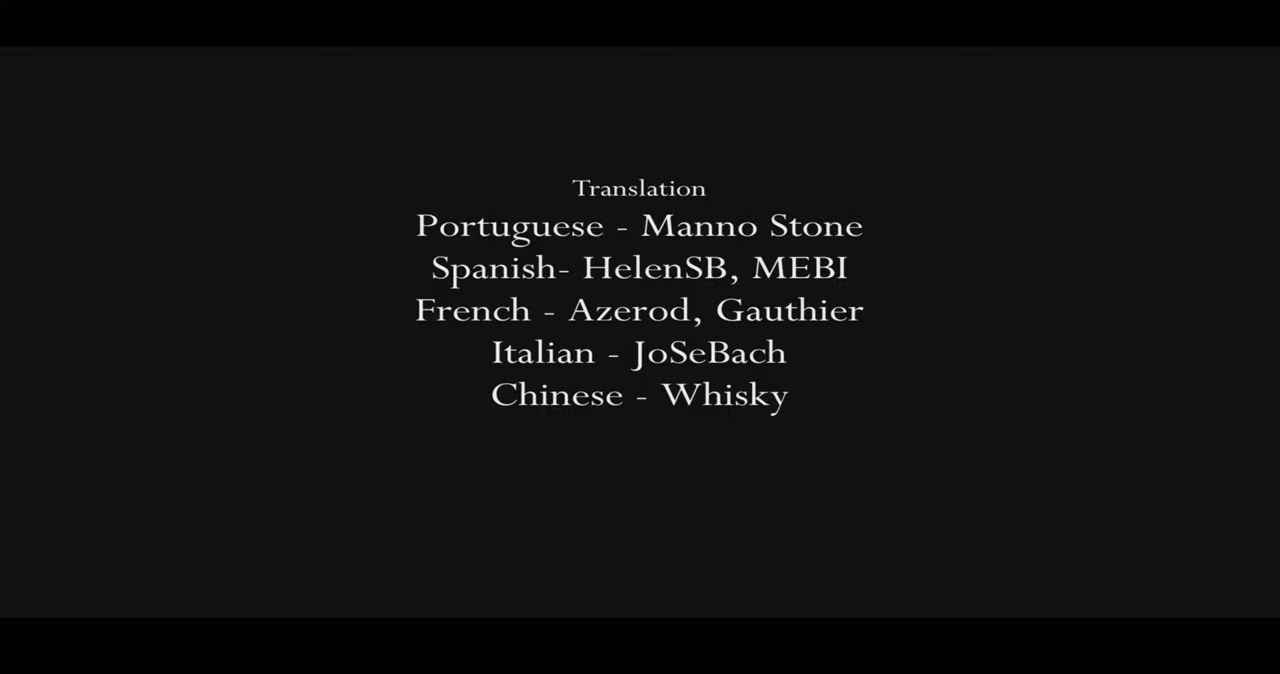 Translation
Portuguese - Manno Stone
Spanish- HelenSB, MEBI
French - Azerod, Gauthier
Italian - JoSeBach
Chinese - Whisky